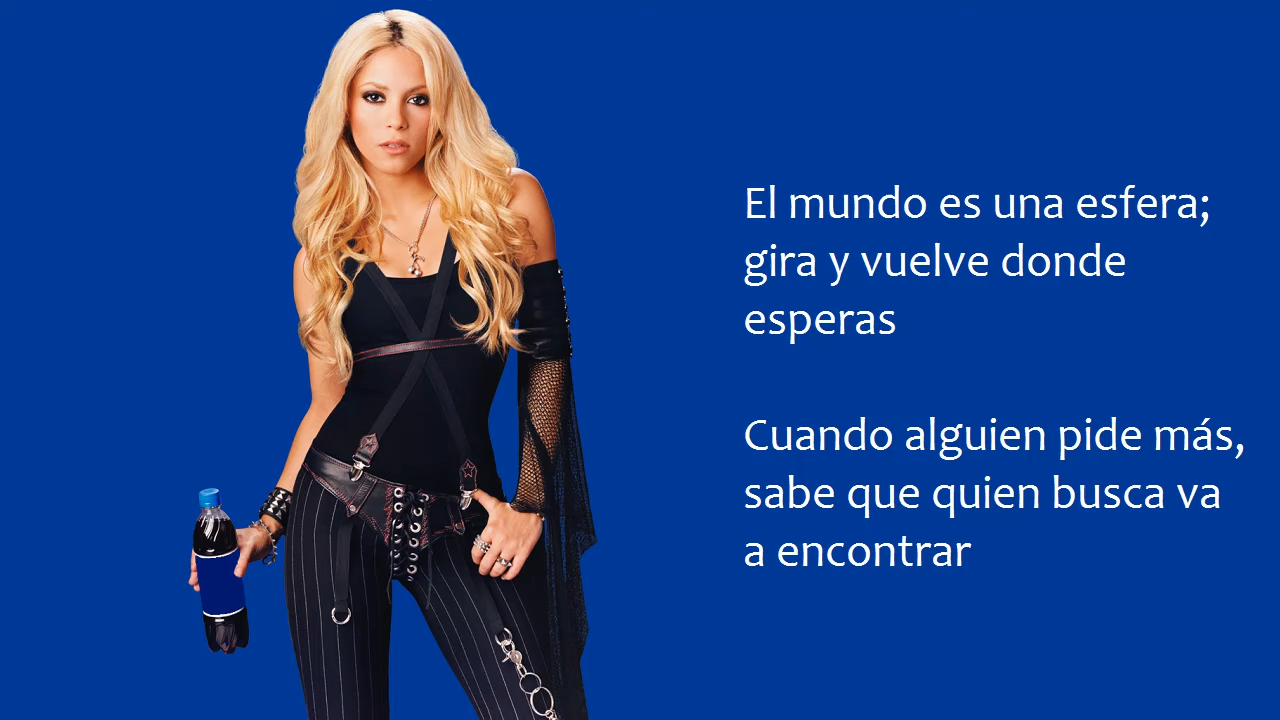 El mundo es una esfera;
gira y vuelve donde
esperas
Cuando alguien pide más,
sabe que quien busca va
a encontrar